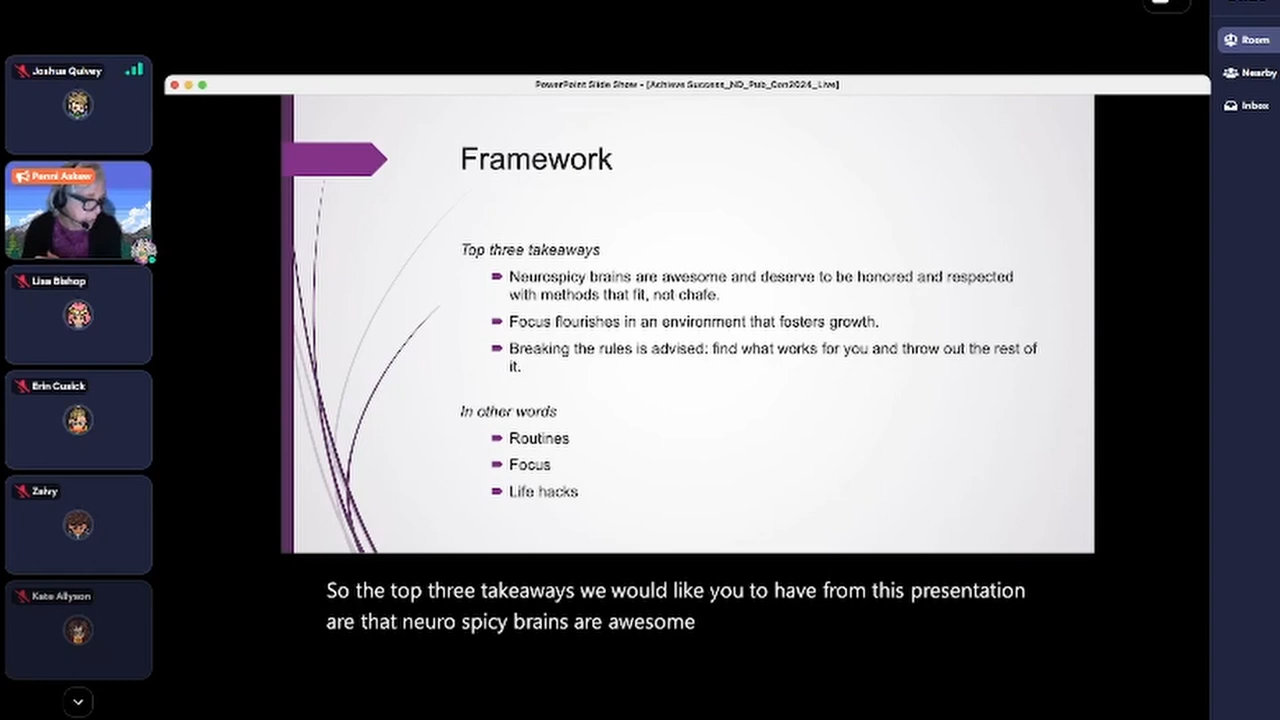 Room
Nearby
Inbox
Joshua Quivey
Penni Askew
Lisa Bishop
Erin Cusick
Zalvy
Kate Allyson
PowerPoint Slide Show - [Achieve Success_ND_Pub_Con2024_Live]
Framework
Top three takeaways
Neurospicy brains are awesome and deserve to be honored and respected
with methods that fit, not chafe.
Focus flourishes in an environment that fosters growth.
Breaking the rules is advised: find what works for you and throw out the rest of
it.
In other words
Routines
Focus
Life hacks
So the top three takeaways we would like you to have from this presentation
are that neuro spicy brains are awesome